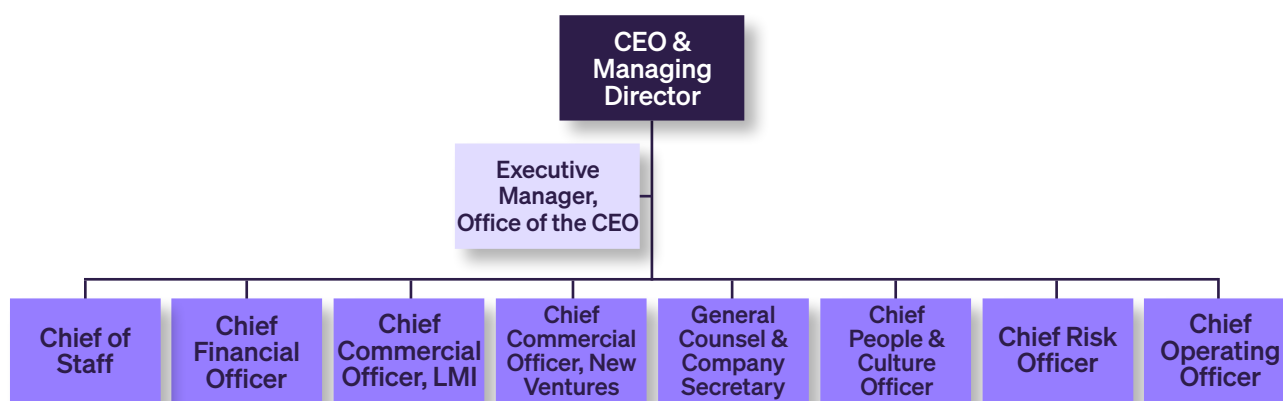 CEO &
Managing
Director
Executive
Manager,
Office of the CEO
Chief of
Staff
Chief
Financial
Officer
Chief
Commercial
Officer, LMI
Chief
Commercial
Officer, New
Ventures
General
Counsel &
Company
Secretary
Chief
People &
Culture
Officer
Chief Risk
Officer
Chief
Operating
Officer